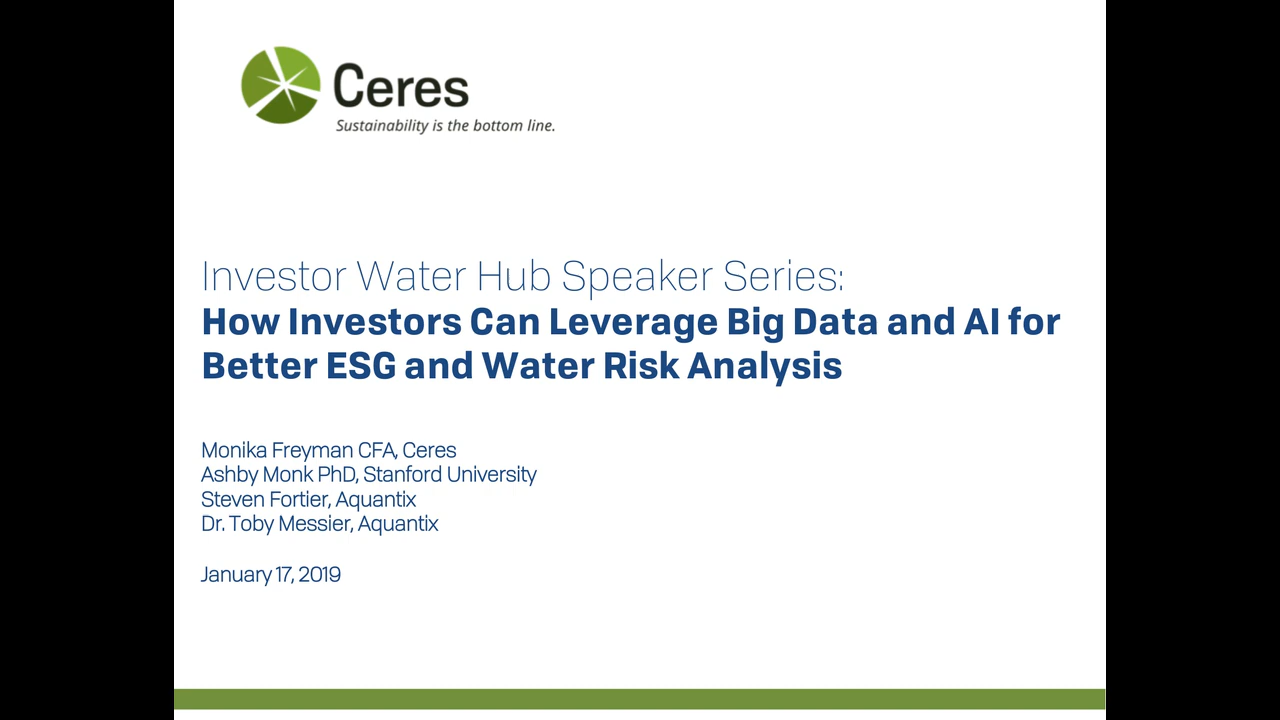 Ceres
Sustainability is the bottom line.
Investor Water Hub Speaker Series:
How Investors Can Leverage Big Data and AI for
Better ESG and Water Risk Analysis
Monika Freyman CFA, Ceres
Ashby Monk PhD, Stanford University
Steven Fortier, Aquantix
Dr. Toby Messier, Aquantix
January 17, 2019